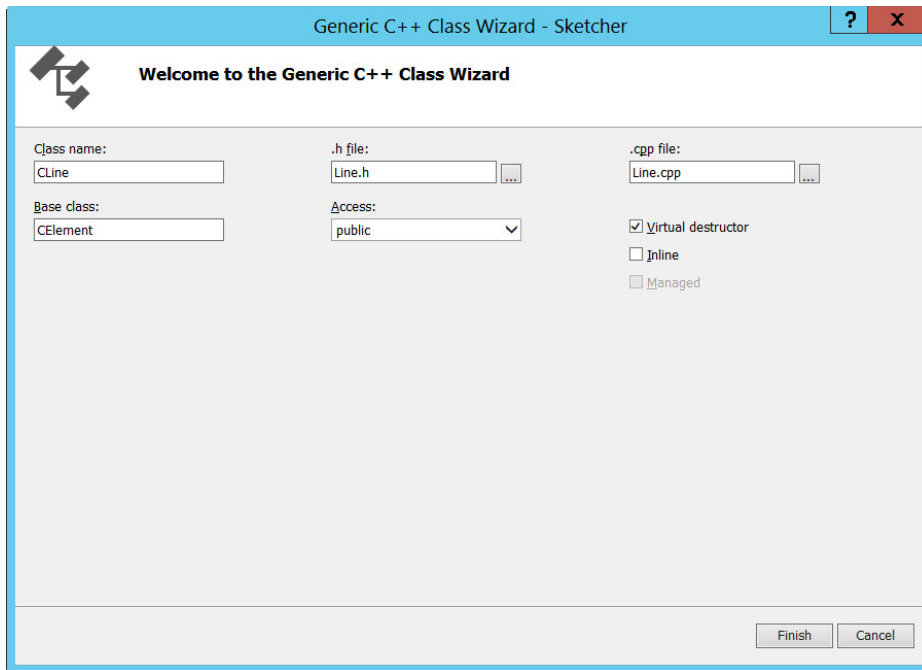 Generic C++ Class Wizard - Sketcher
? X
Welcome to the Generic C++ Class Wizard
Class name: .h file: .cpp file:
CLine Line.h ... Line.cpp ...
Base class: Access:
CElement public Virtual destructor
Inline
Managed
Finish Cancel